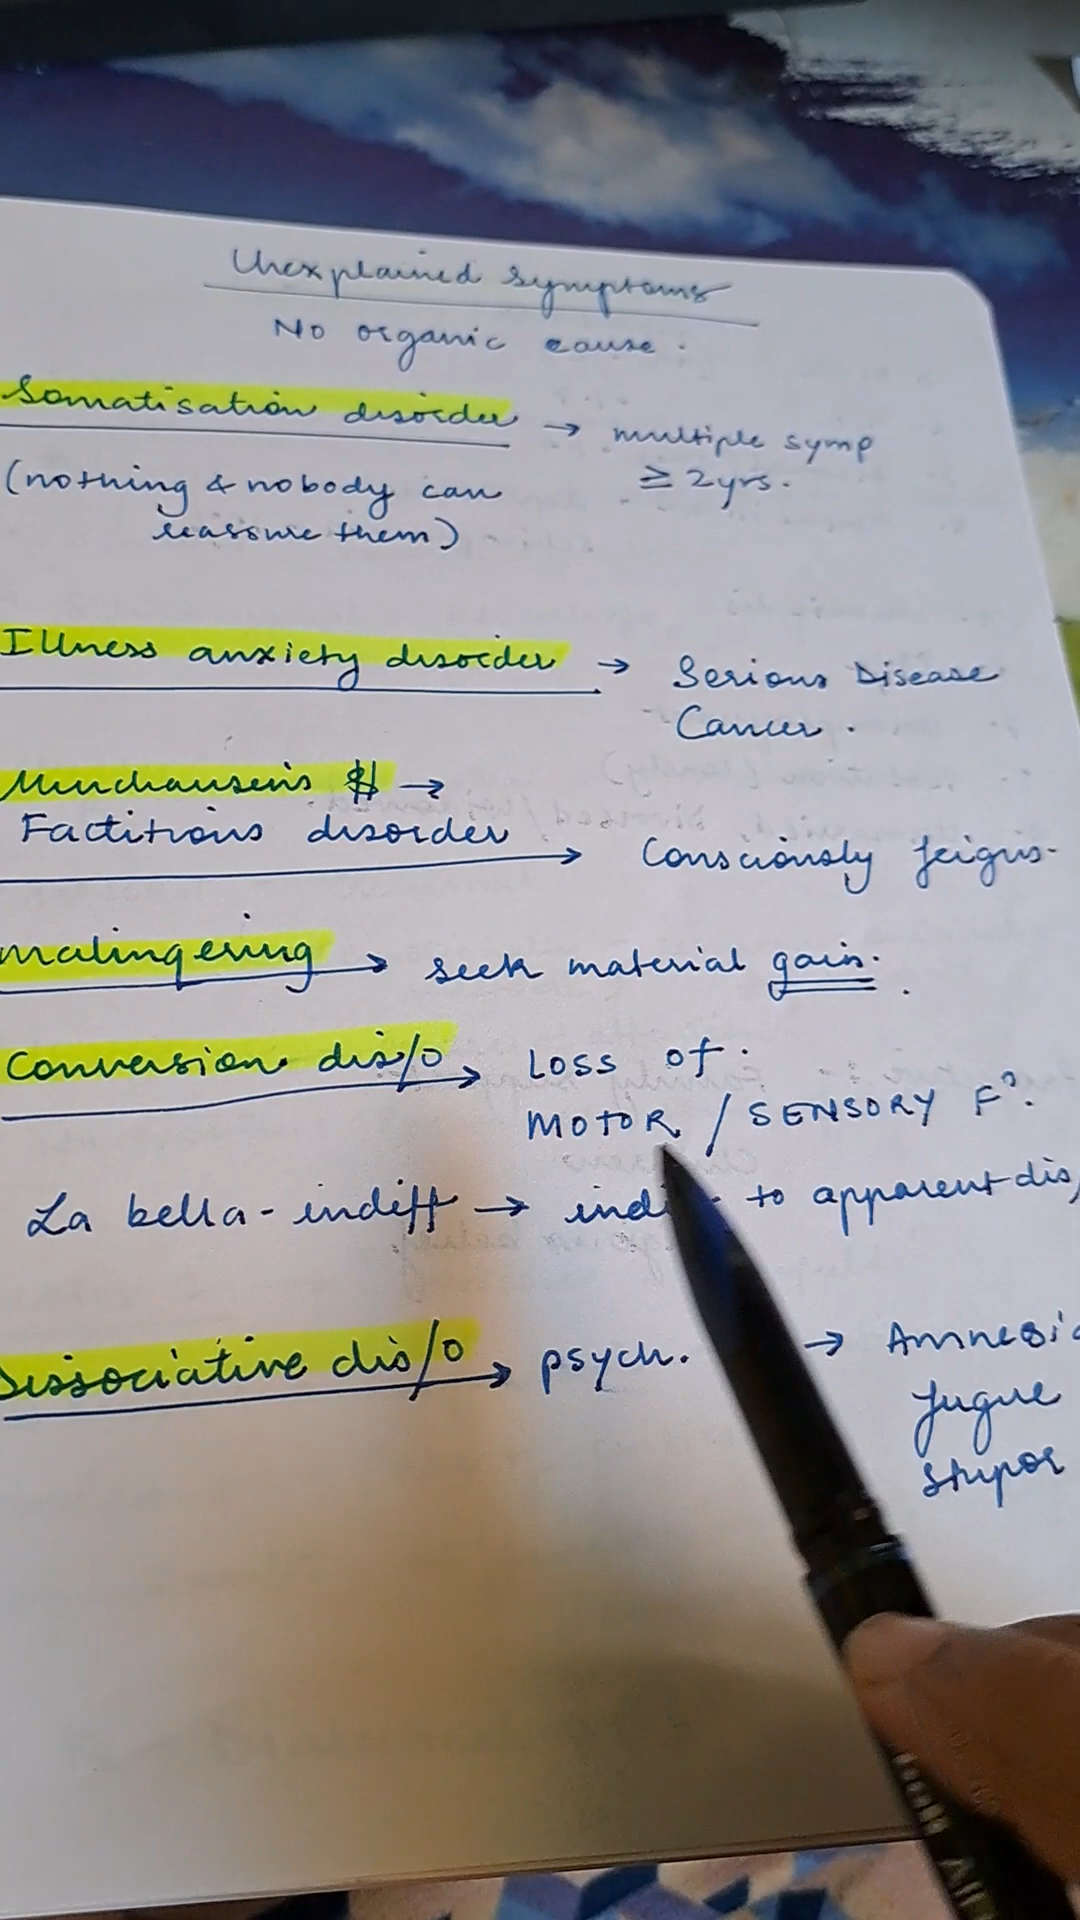 Unexplained Symptoms
No organic cause.
Somatisation disorder → multiple symp
≥ 2yrs.
(nothing & nobody can
reassure them)
Illness anxiety disorder → Serious Disease
Cancer.
Munchausen's $ →
Factitious disorder → Consciously feigns.
malingering → seek material gain.
Conversion dis/o → Loss of
MOTOR / SENSORY F?.
La bella-indiff → to apparent dis/
Dissociative dis/o → psych. → Amnesia
fugue
stupor